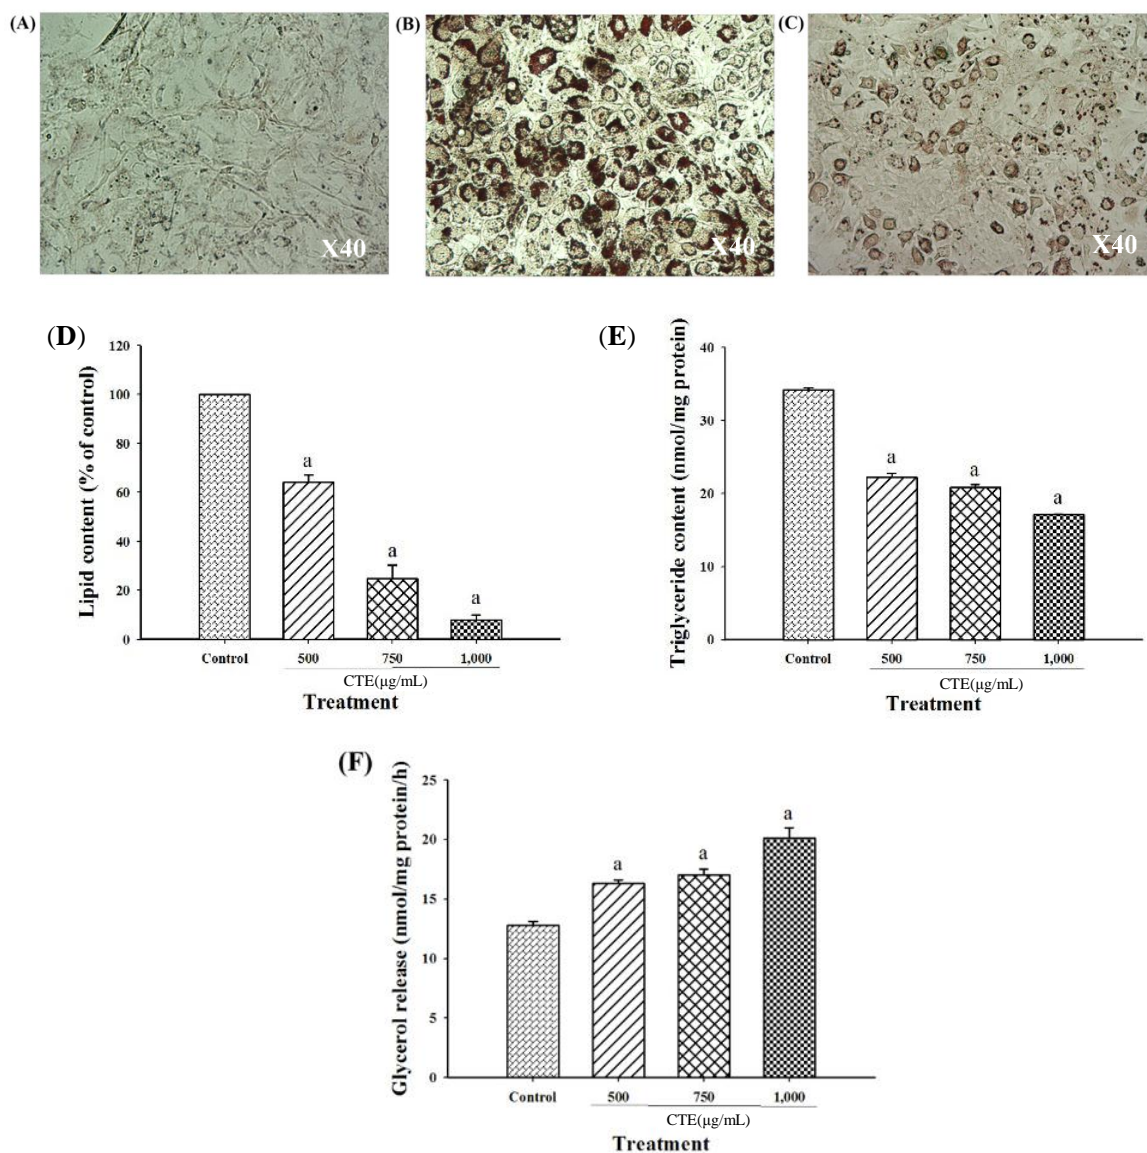 (A)
(B)
(C)
X40
X40
X40
(D)
Lipid content (% of control)
120
100
80
60
40
20
0
a
a
a
Control
500
750
1,000
CTE(μg/mL)
Treatment
(E)
Triglyceride content (nmol/mg protein)
40
30
20
10
0
a
a
a
Control
500
750
1,000
CTE(μg/mL)
Treatment
(F)
Glycerol release (nmol/mg protein/h)
25
20
15
10
5
0
a
a
a
Control
500
750
1,000
CTE(μg/mL)
Treatment